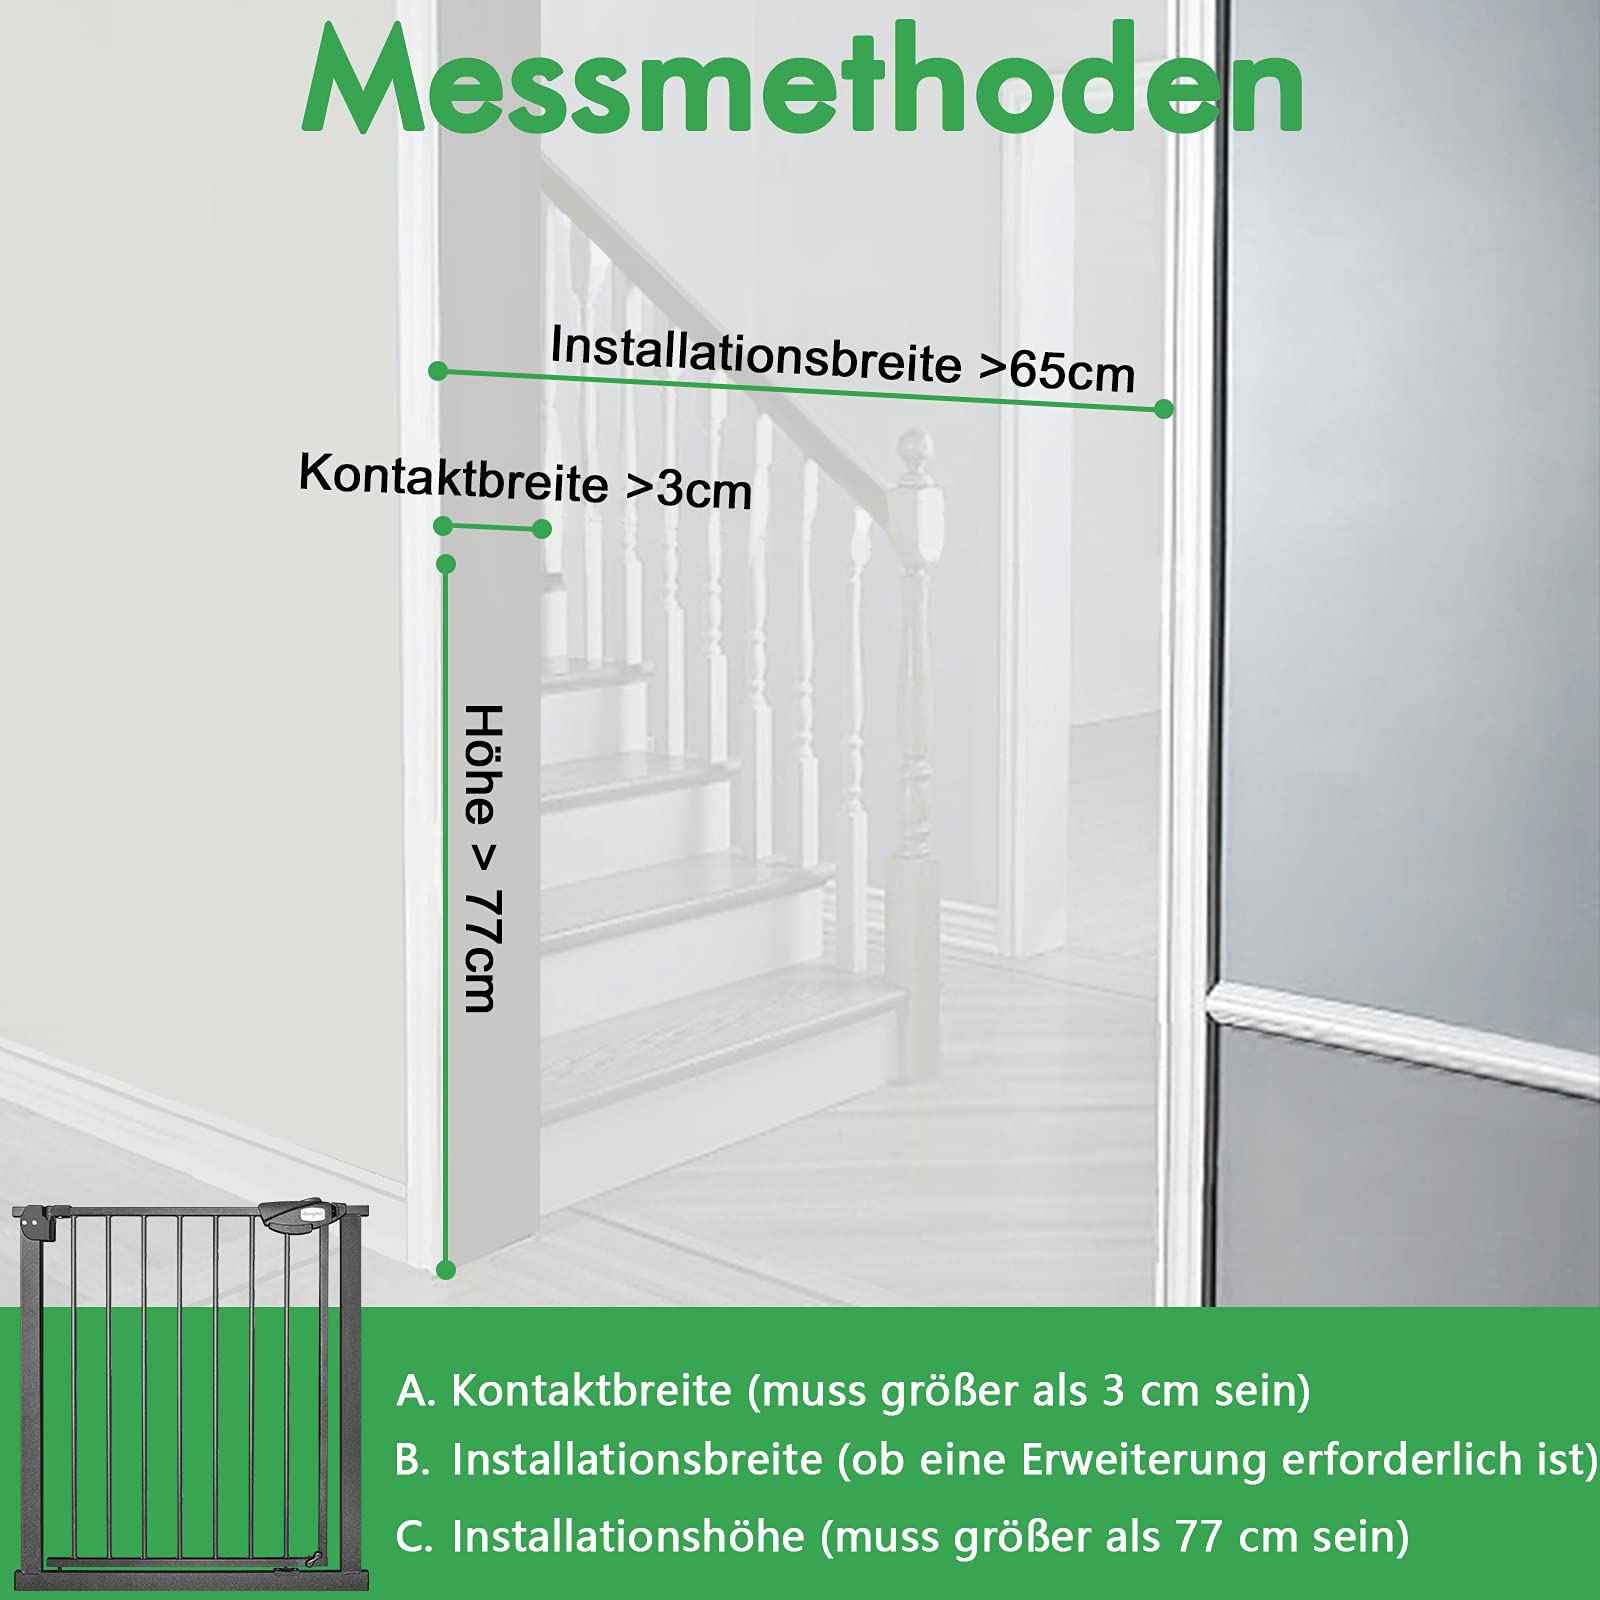 Messmethoden
Installationsbreite >65cm
Kontaktbreite >3cm
Höhe > 77cm
A. Kontaktbreite (muss größer als 3 cm sein)
B. Installationsbreite (ob eine Erweiterung erforderlich ist)
C. Installationshöhe (muss größer als 77 cm sein)